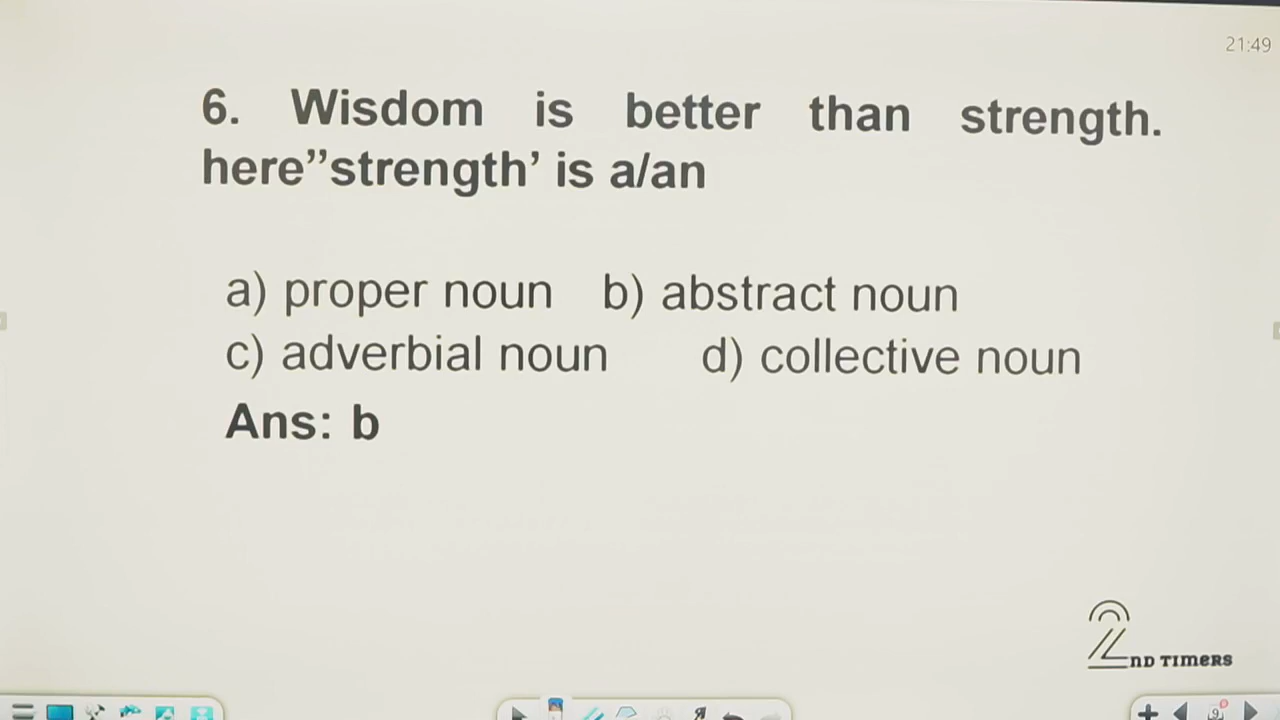 21:49
6. Wisdom is better than strength.
here”strength’ is a/an
a) proper noun b) abstract noun
c) adverbial noun d) collective noun
Ans: b
2ND TIMERS
9